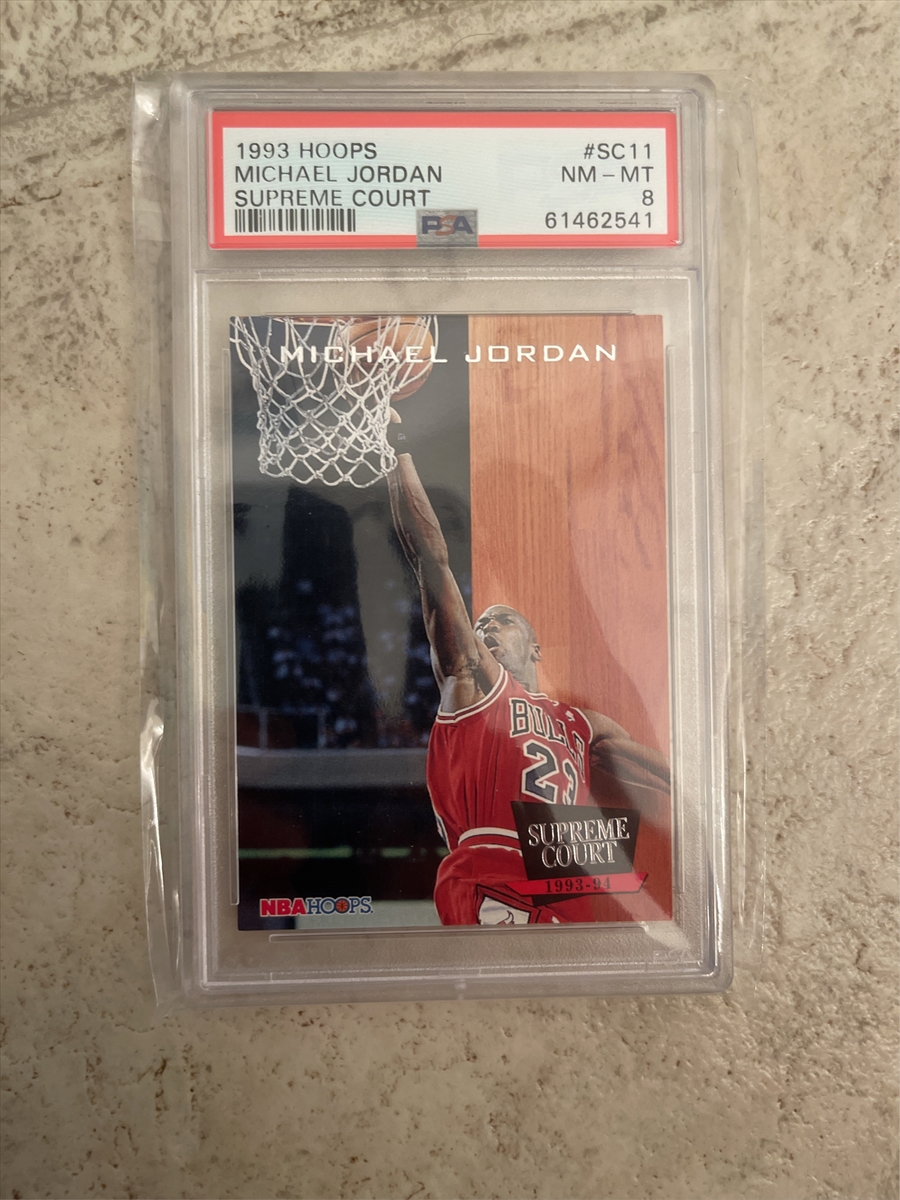 1993 HOOPS #SC11
MICHAEL JORDAN NM - MT
SUPREME COURT 8
PSA 61462541
MICHAEL JORDAN
BULLS
23
SUPREME
COURT
1993-94
NBA HOOPS